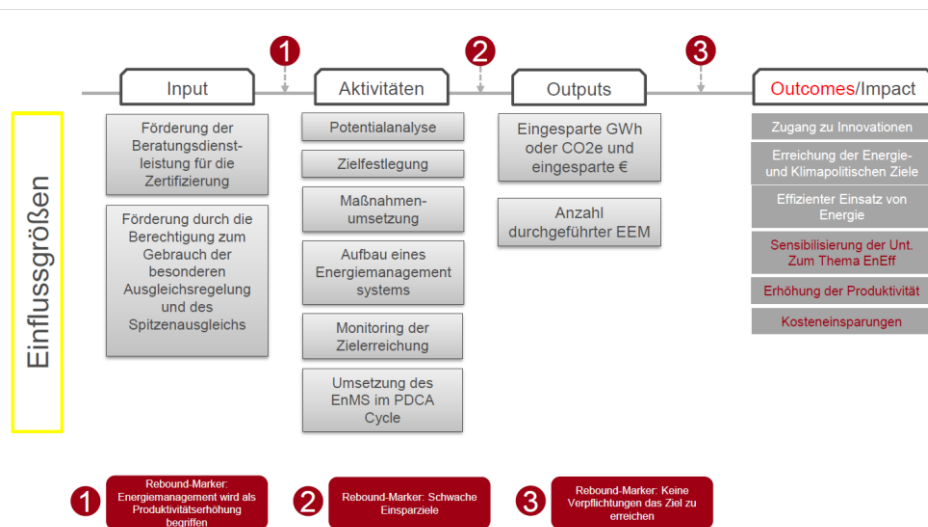 1
2
3
Input
Aktivitäten
Outputs
Outcomes/Impact
Einflussgrößen
Förderung der
Beratungsdienst-
leistung für die
Zertifizierung
Förderung durch die
Berechtigung zum
Gebrauch der
besonderen
Ausgleichsregelung
und des
Spitzenausgleichs
Potentialanalyse
Zielfestlegung
Maßnahmen-
umsetzung
Aufbau eines
Energiemanagement
systems
Monitoring der
Zielerreichung
Umsetzung des
EnMS im PDCA
Cycle
Eingesparte GWh
oder CO2e und
eingesparte €
Anzahl
durchgeführter EEM
Zugang zu Innovationen
Erreichung der Energie-
und Klimapolitischen Ziele
Effizienter Einsatz von
Energie
Sensibilisierung der Unt.
Zum Thema EnEff
Erhöhung der Produktivität
Kosteneinsparungen
1
Rebound-Marker:
Energiemanagement wird als
Produktivitätserhöhung
begriffen
2
Rebound-Marker: Schwache
Einsparziele
3
Rebound-Marker: Keine
Verpflichtungen das Ziel zu
erreichen